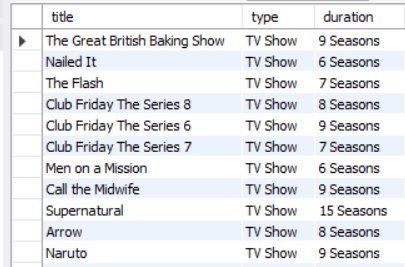 title type duration
The Great British Baking Show TV Show 9 Seasons
Nailed It TV Show 6 Seasons
The Flash TV Show 7 Seasons
Club Friday The Series 8 TV Show 8 Seasons
Club Friday The Series 6 TV Show 9 Seasons
Club Friday The Series 7 TV Show 7 Seasons
Men on a Mission TV Show 6 Seasons
Call the Midwife TV Show 9 Seasons
Supernatural TV Show 15 Seasons
Arrow TV Show 8 Seasons
Naruto TV Show 9 Seasons